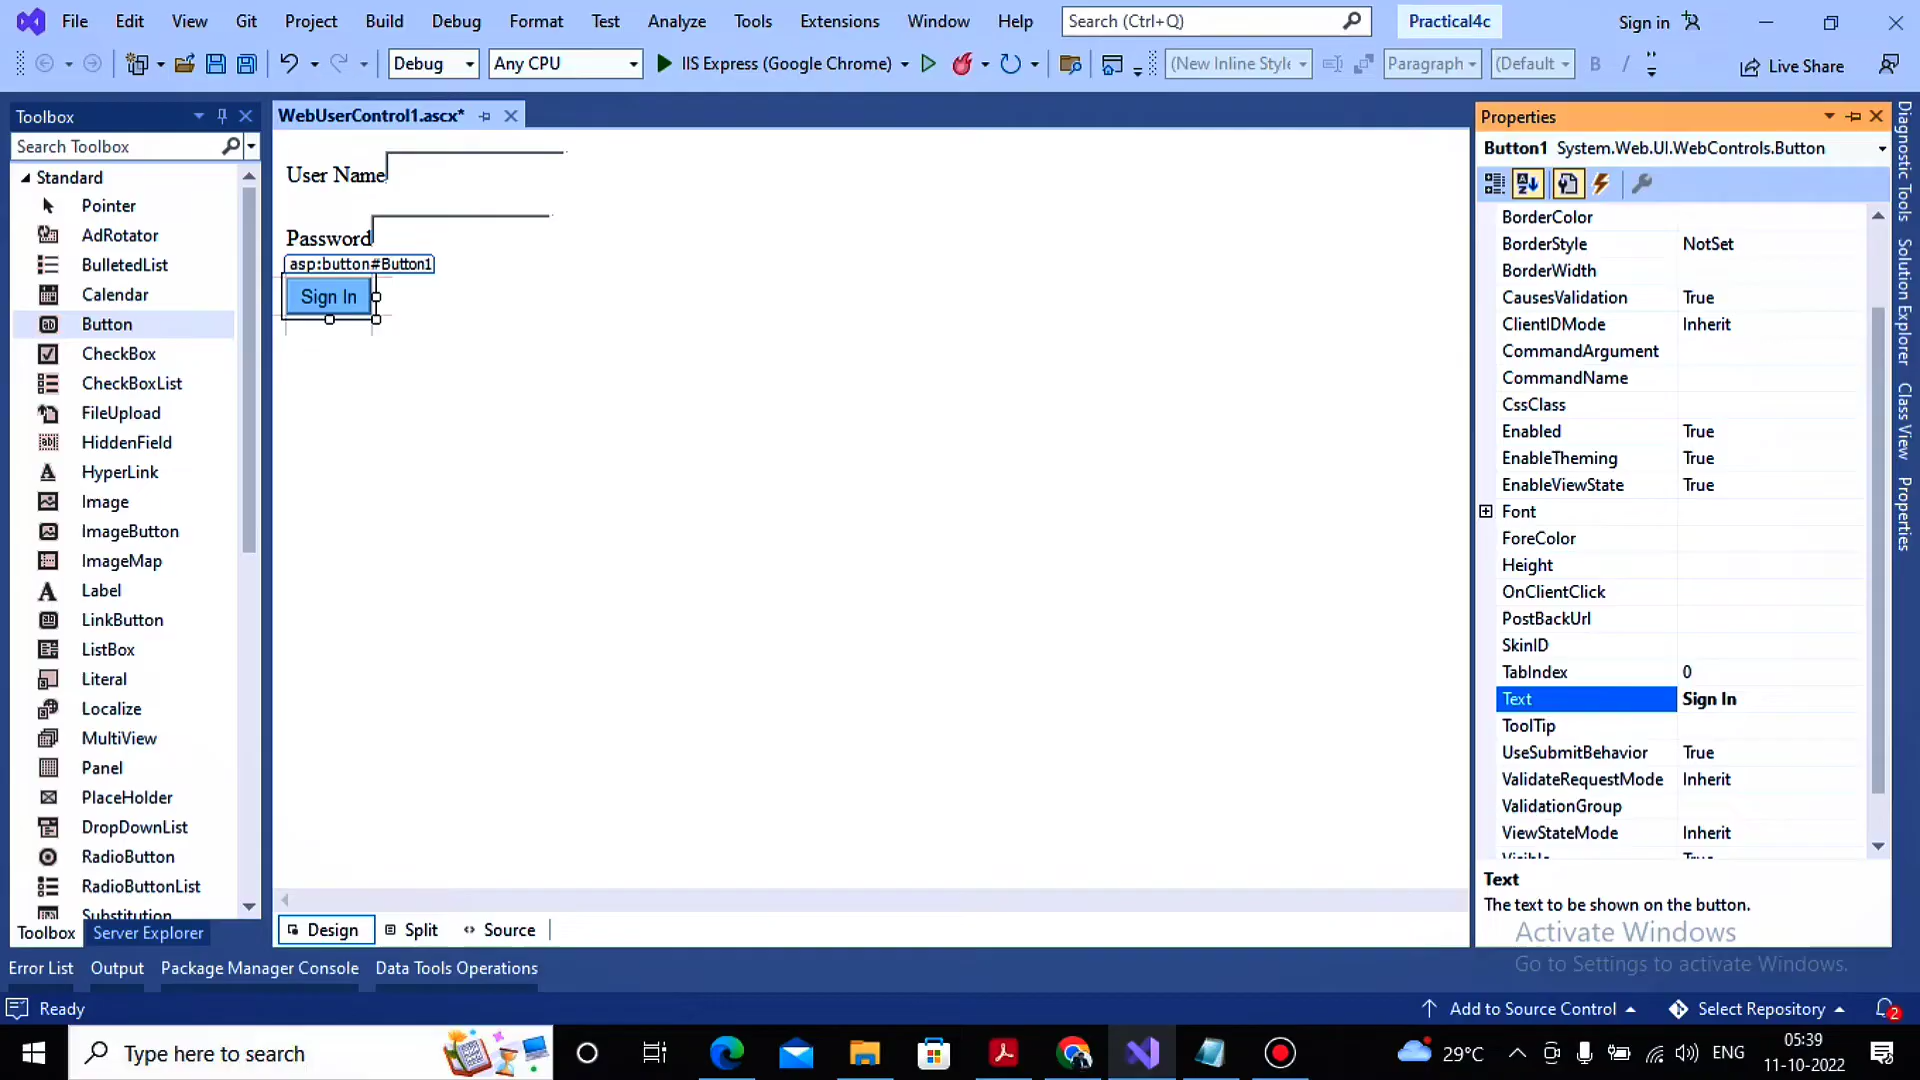 File Edit View Git Project Build Debug Format Test Analyze Tools Extensions Window Help Search (Ctrl+Q) Practical4c Sign in
Debug Any CPU IIS Express (Google Chrome) (New Inline Style Paragraph (Default B I Live Share
Toolbox
Search Toolbox
Standard
Pointer
AdRotator
BulletedList
Calendar
Button
CheckBox
CheckBoxList
FileUpload
HiddenField
HyperLink
Image
ImageButton
ImageMap
Label
LinkButton
ListBox
Literal
Localize
MultiView
Panel
PlaceHolder
DropDownList
RadioButton
RadioButtonList
Substitution
Toolbox Server Explorer
WebUserControl1.ascx*
User Name
Password
asp:button#Button1
Sign In
Design Split Source
Properties
Button1 System.Web.UI.WebControls.Button
BorderColor
BorderStyle NotSet
BorderWidth
CausesValidation True
ClientIDMode Inherit
CommandArgument
CommandName
CssClass
Enabled True
EnableTheming True
EnableViewState True
Font
ForeColor
Height
OnClientClick
PostBackUrl
SkinID
TabIndex 0
Text Sign In
ToolTip
UseSubmitBehavior True
ValidateRequestMode Inherit
ValidationGroup
ViewStateMode Inherit
Visible True
Text
The text to be shown on the button.
Activate Windows
Go to Settings to activate Windows.
Diagnostic Tools
Solution Explorer
Class View
Properties
Error List Output Package Manager Console Data Tools Operations
Ready Add to Source Control Select Repository 2
Type here to search 29°C ENG 05:39
11-10-2022